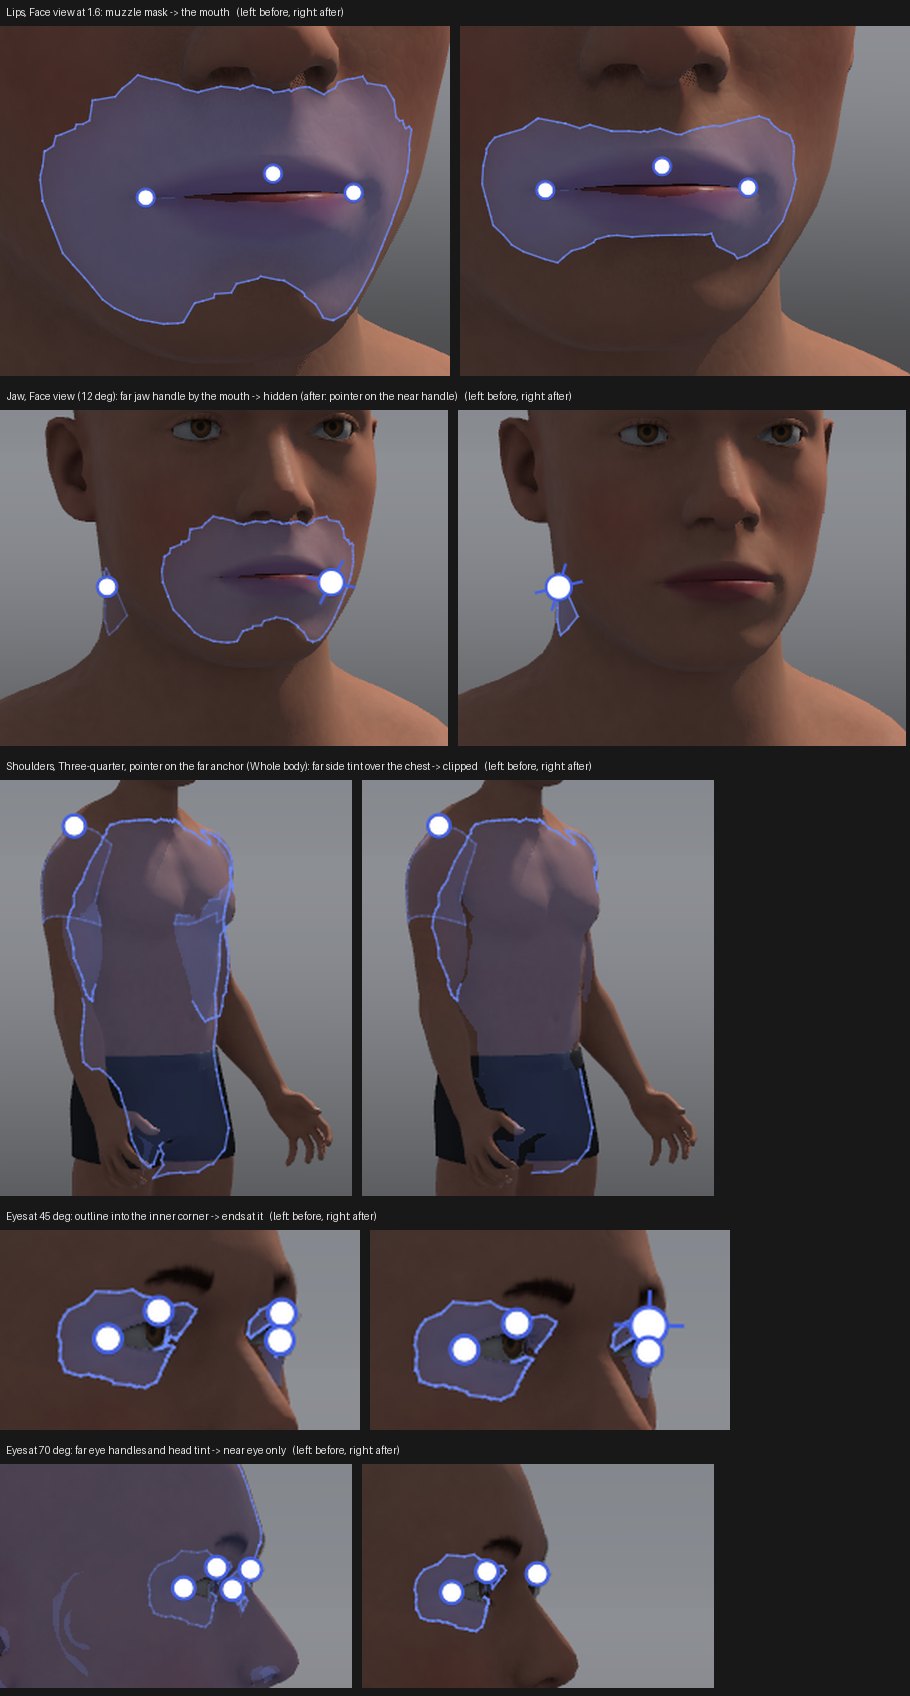 Lips, Face view at 1.6: muzzle mask -> the mouth (left before, right after)
Jaw, Face view (12 deg): far jaw handle by the mouth -> hidden (after: pointer on the near handle) (left before, right after)
Shoulders, Three-quarter, pointer on the far anchor (Whole body): far side tint over the chest -> clipped (left before, right after)
Eyes at 45 deg: outline into the inner corner -> ends at it (left before, right after)
Eyes at 70 deg: far eye handles and head tint -> near eye only (left before, right after)